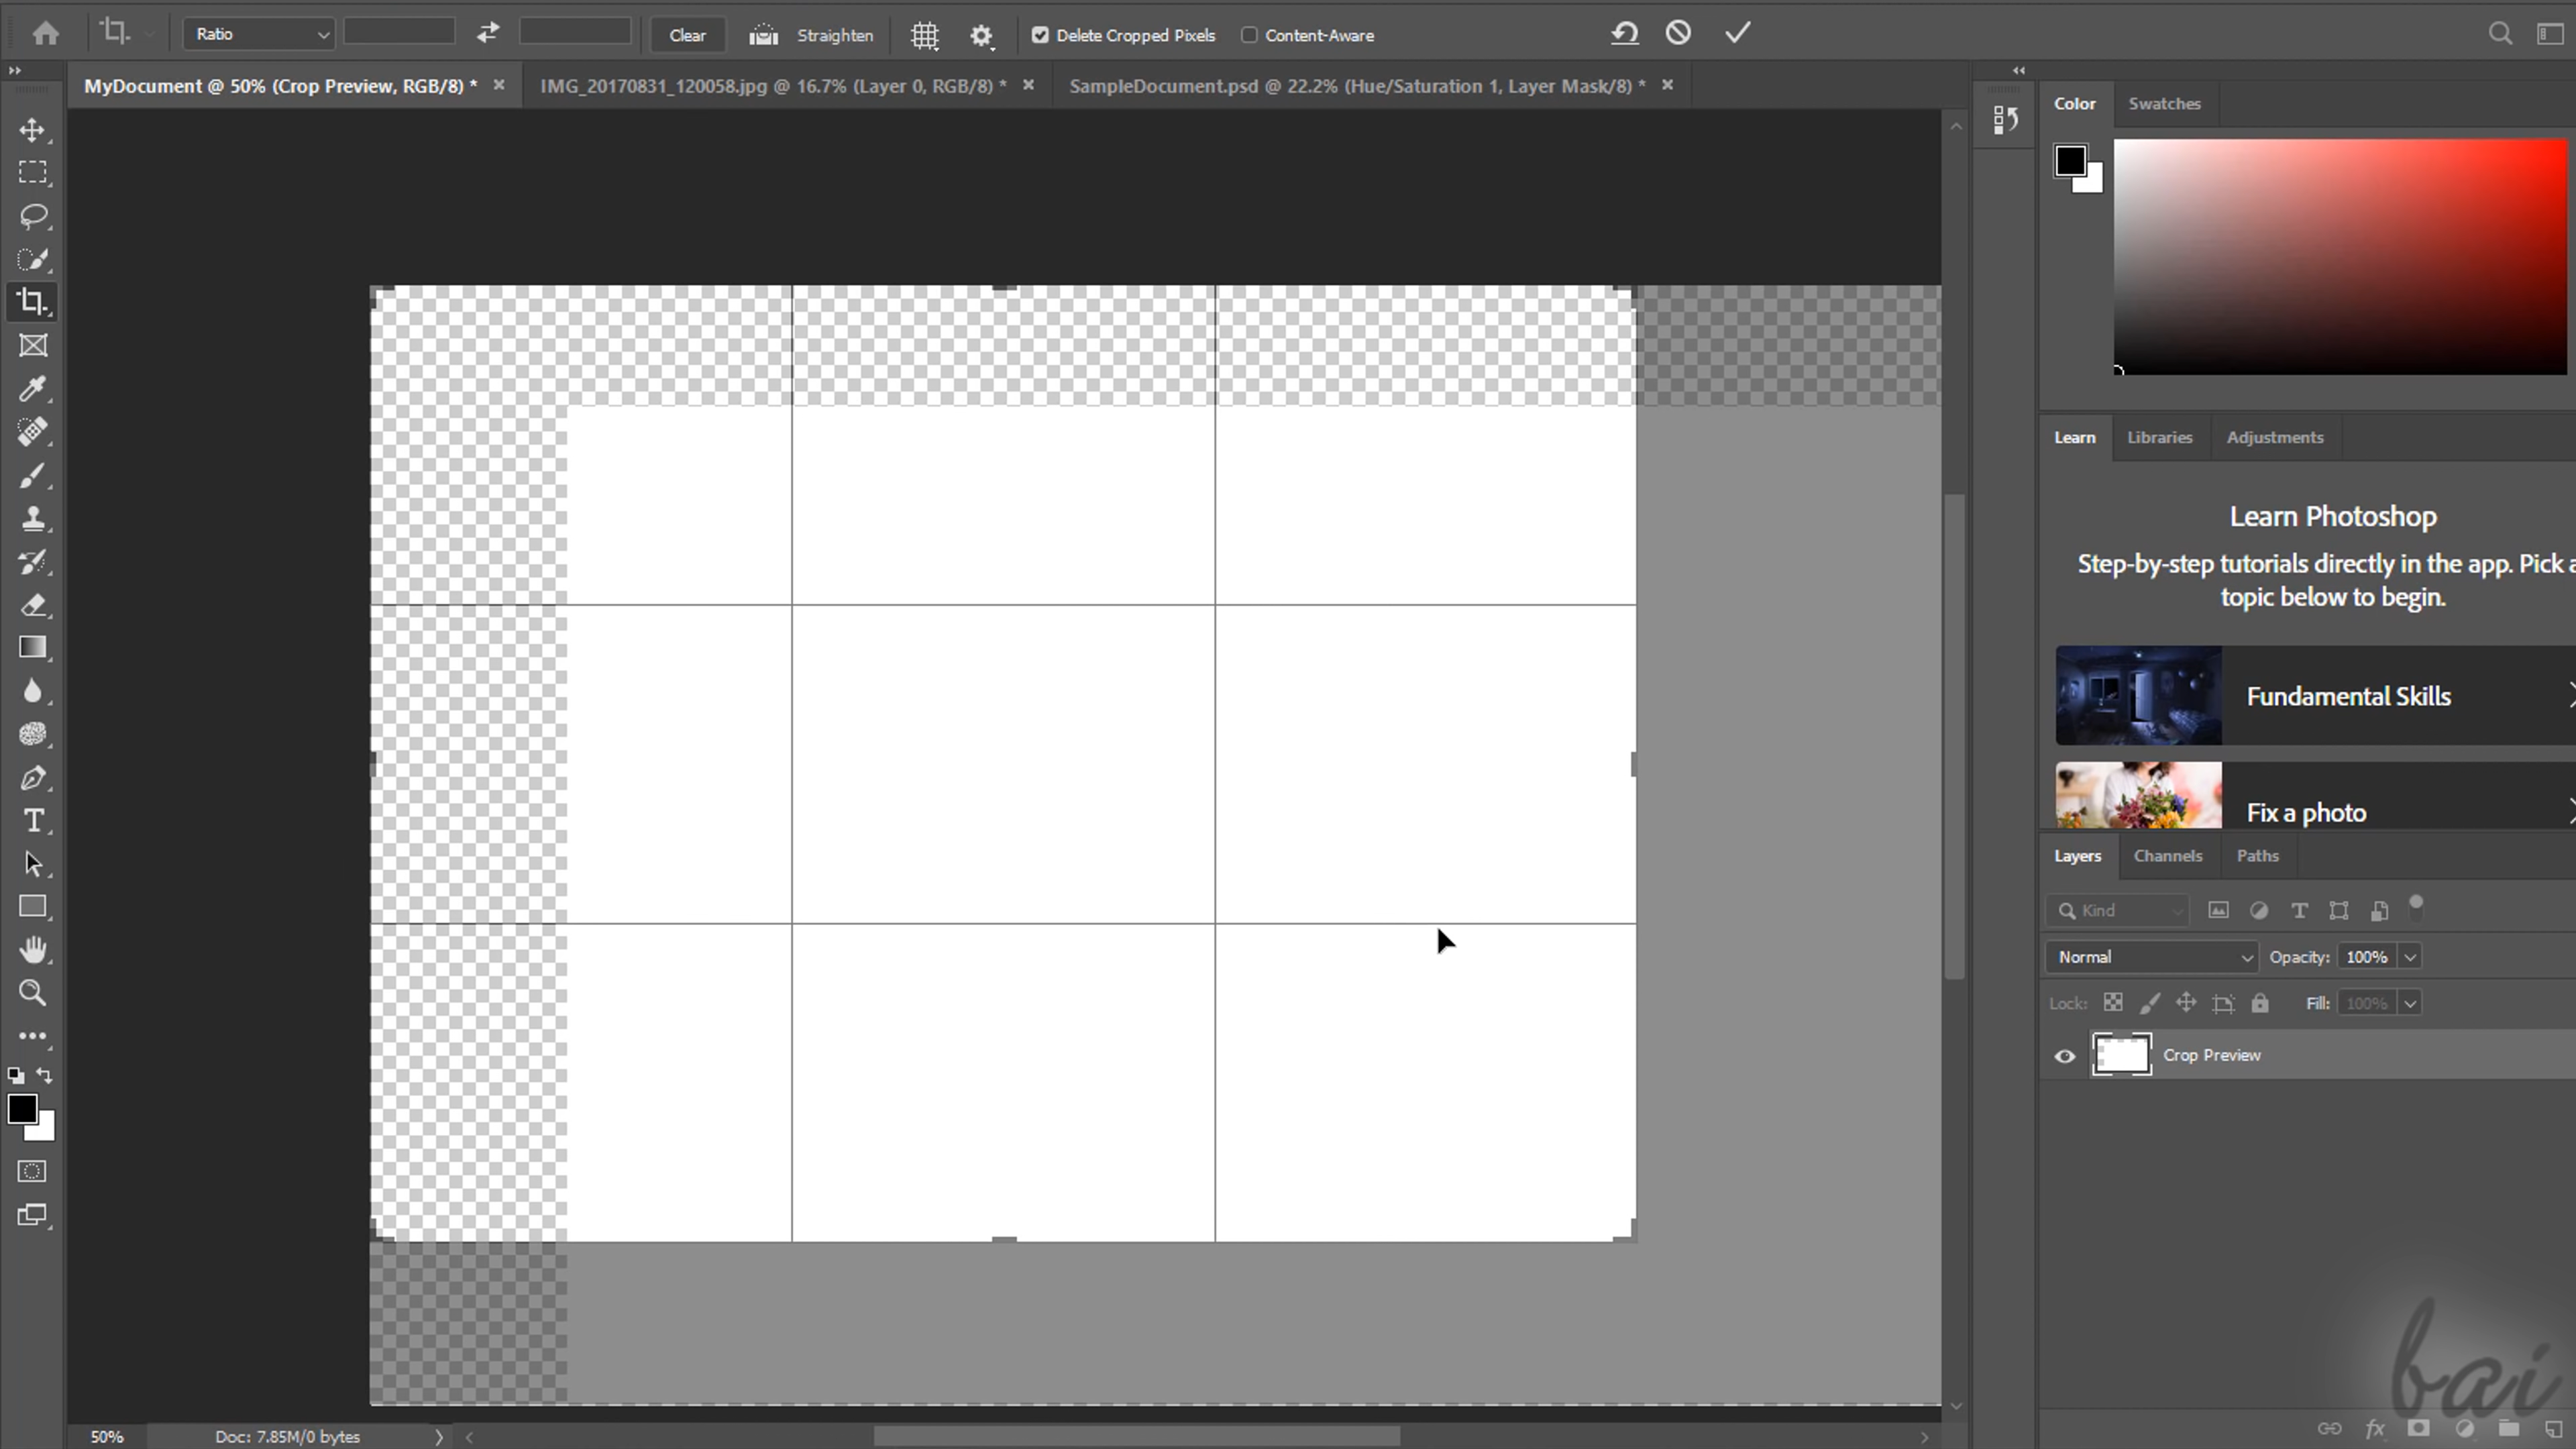 Ratio
Clear
Straighten
Delete Cropped Pixels
Content-Aware
MyDocument @ 50% (Crop Preview, RGB/8) *
IMG_20170831_120058.jpg @ 16.7% (Layer 0, RGB/8) *
SampleDocument.psd @ 22.2% (Hue/Saturation 1, Layer Mask/8) *
Color
Swatches
Learn
Libraries
Adjustments
Learn Photoshop
Step-by-step tutorials directly in the app. Pick a
topic below to begin.
Fundamental Skills
Fix a photo
Layers
Channels
Paths
Kind
Normal
Opacity: 100%
Lock:
Fill: 100%
Crop Preview
bai
fx
50%
Doc: 7.85M/0 bytes